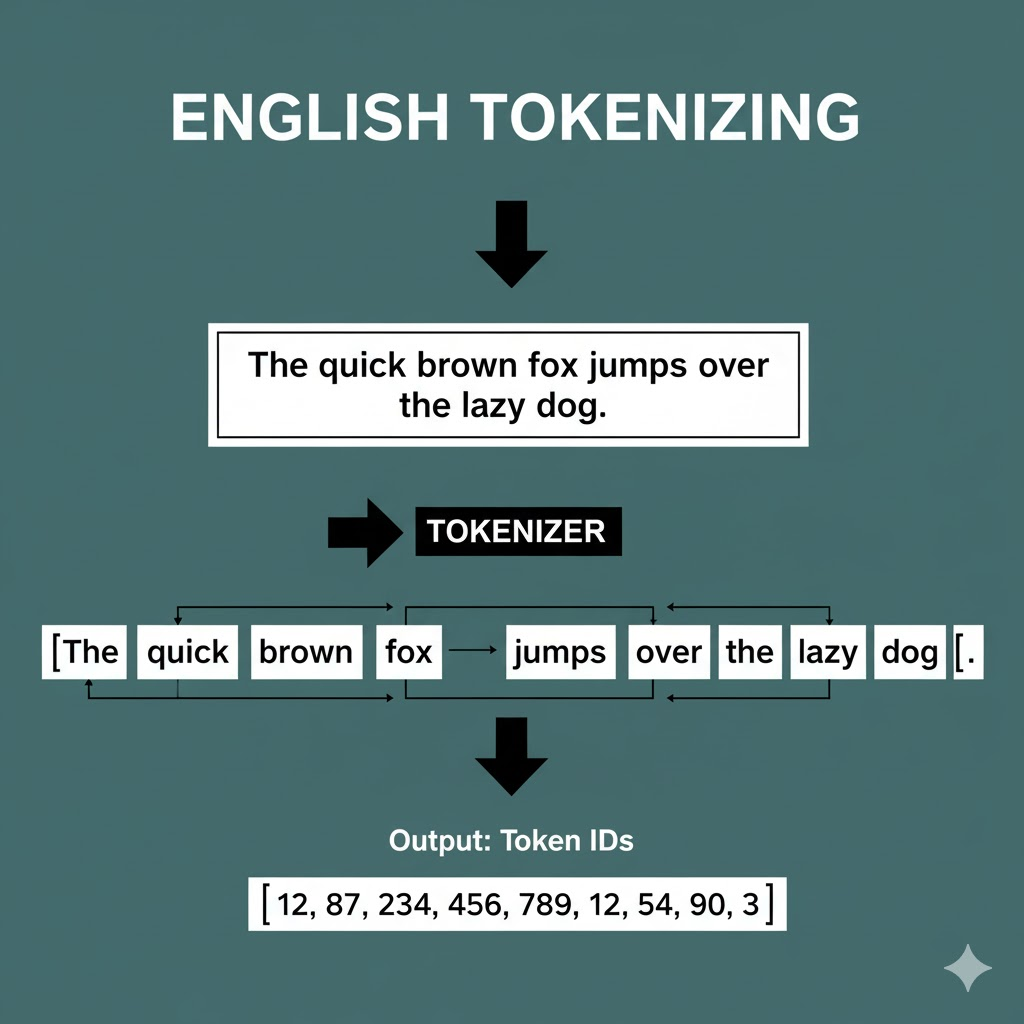 ENGLISH TOKENIZING
The quick brown fox jumps over
the lazy dog.
TOKENIZER
[The quick brown fox jumps over the lazy dog [.
Output: Token IDs
[12, 87, 234, 456, 789, 12, 54, 90, 3]